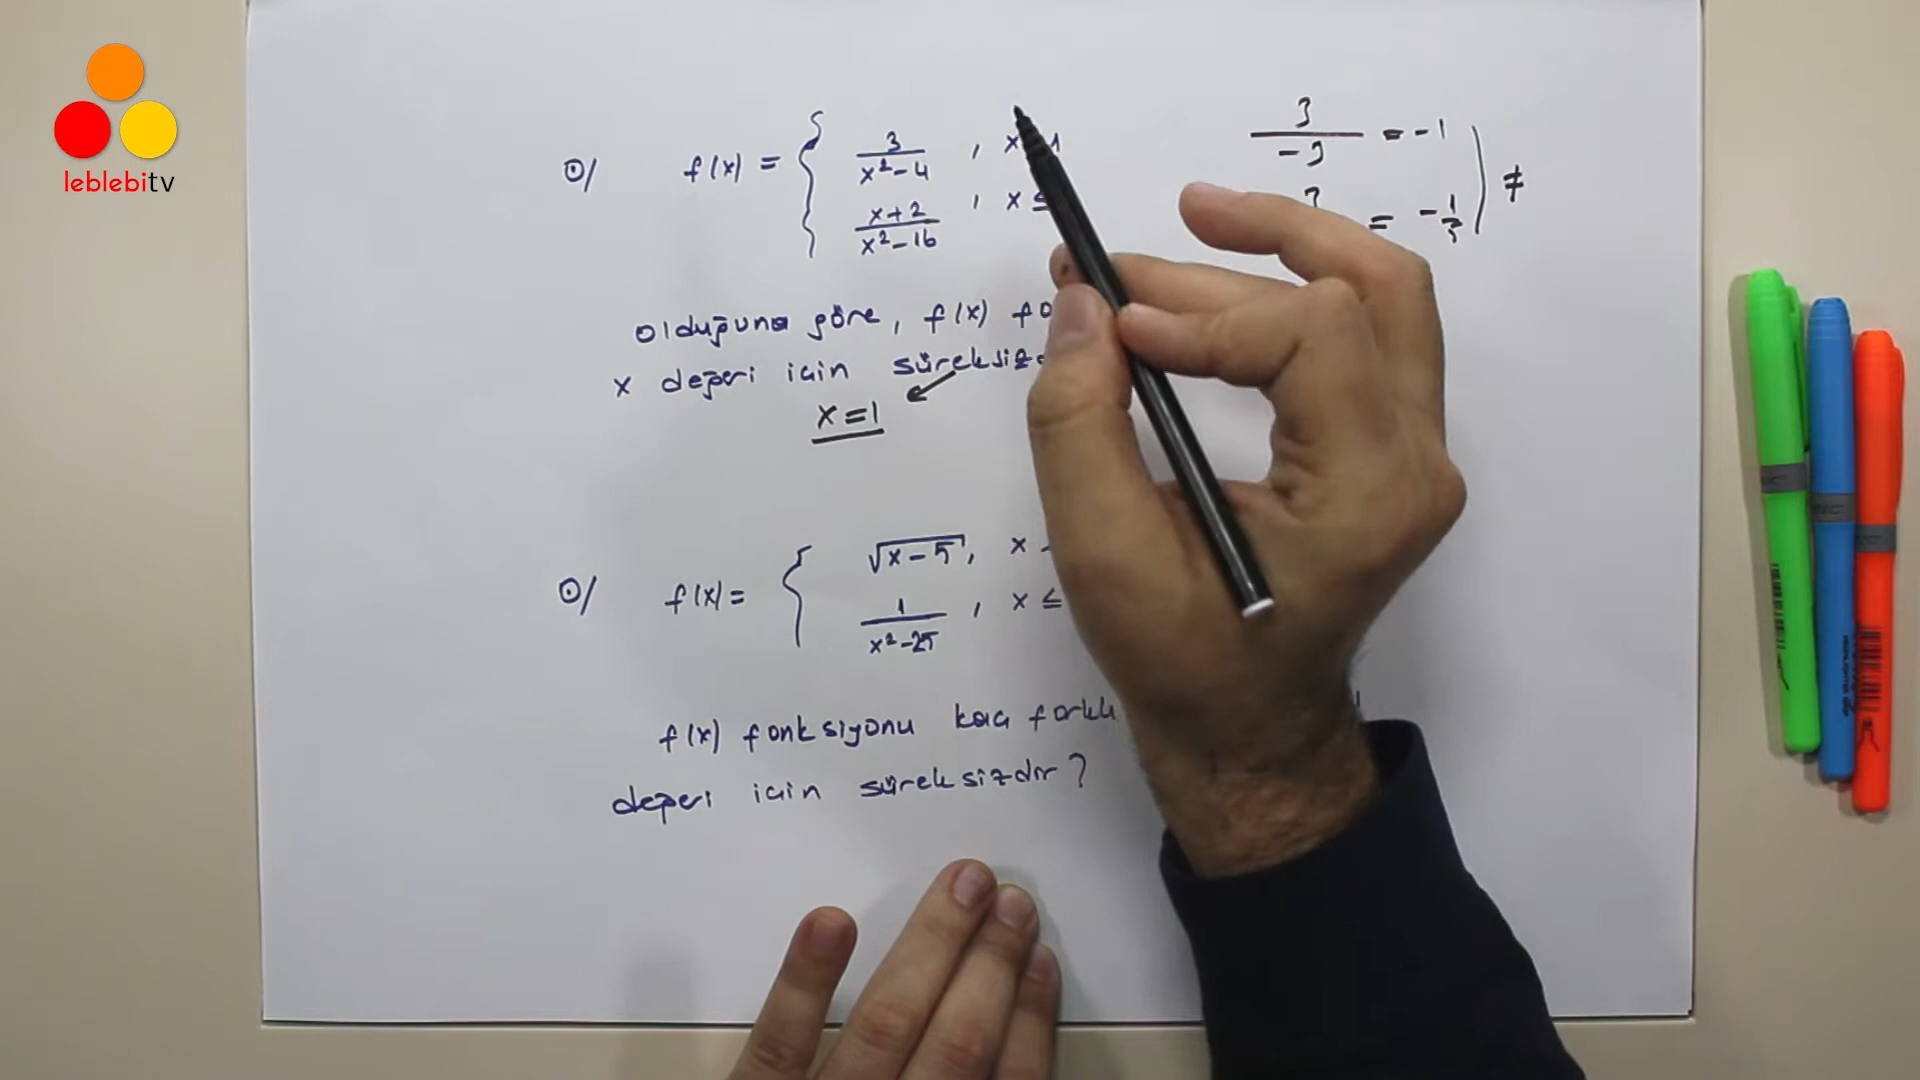 leblebitv
O/ f(x) = { 3/(x²-4) , x
(x+2)/(x²-16) , x ≤
3/-3 = -1
= -1/5 ) ≠
olduğuna göre, f(x)
x değeri için
x=1
O/ f(x) = { √(x-5), x
1/(x²-25) , x ≤
f(x) fonksiyonu kaç farklı
değeri için süreksizdir?